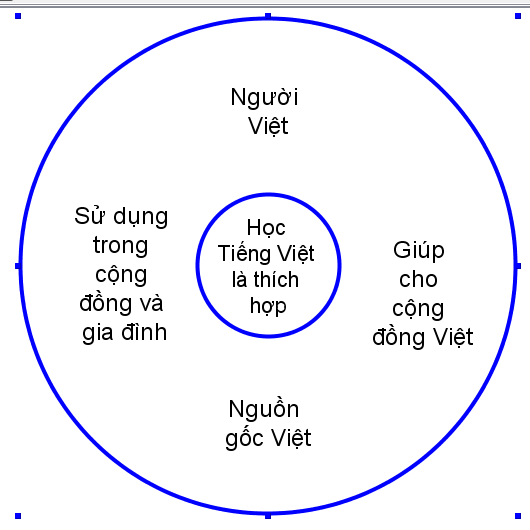 Người
Việt
Sử dụng
trong
cộng
đồng và
gia đình
Học
Tiếng Việt
là thích
hợp
Giúp
cho
cộng
đồng Việt
Nguồn
gốc Việt